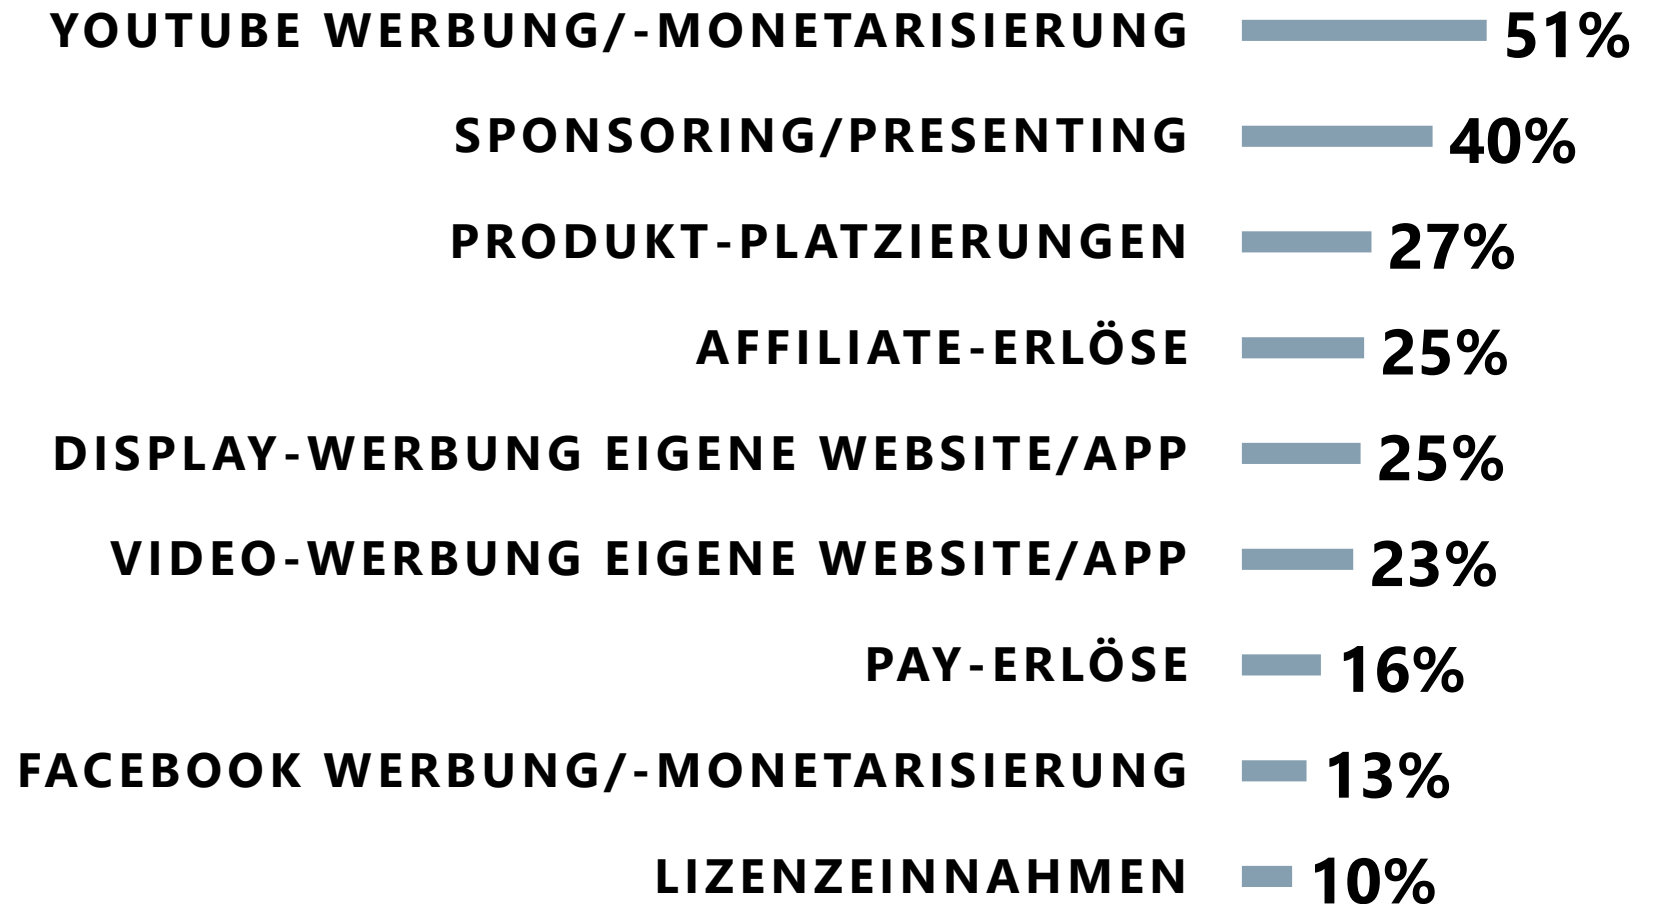 YOUTUBE WERBUNG/-MONETARISIERUNG 51%
SPONSORING/PRESENTING 40%
PRODUKT-PLATZIERUNGEN 27%
AFFILIATE-ERLÖSE 25%
DISPLAY-WERBUNG EIGENE WEBSITE/APP 25%
VIDEO-WERBUNG EIGENE WEBSITE/APP 23%
PAY-ERLÖSE 16%
FACEBOOK WERBUNG/-MONETARISIERUNG 13%
LIZENZEINNAHMEN 10%